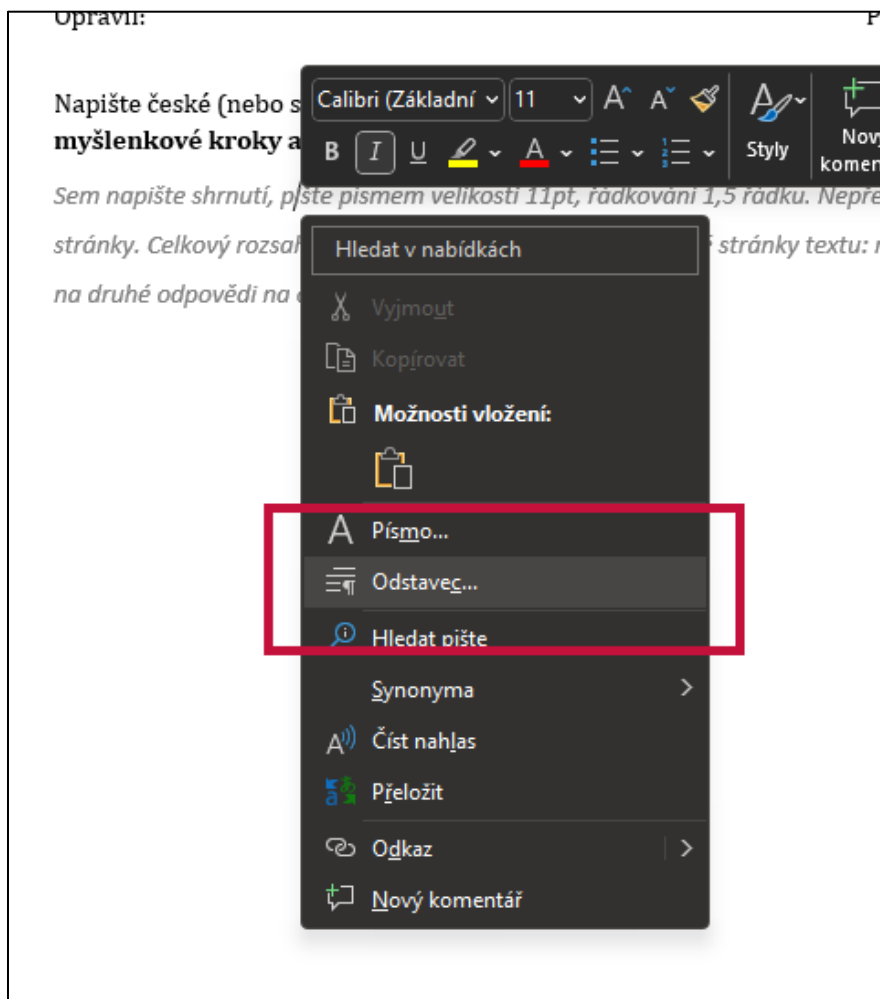 Opravil:
Napište české (nebo s
myšlenkové kroky a
Calibri (Základní 11 A A
B I U A Styly
Nový
komen
Sem napište shrnutí, pište písmem velikosti 11pt, řádkování 1,5 řádku. Nepře
stránky. Celkový rozsah stránky textu:
na druhé odpovědi na
Hledat v nabídkách
Vyjmout
Kopírovat
Možnosti vložení:
Písmo...
Odstavec...
Hledat pište
Synonyma
Číst nahlas
Přeložit
Odkaz
Nový komentář